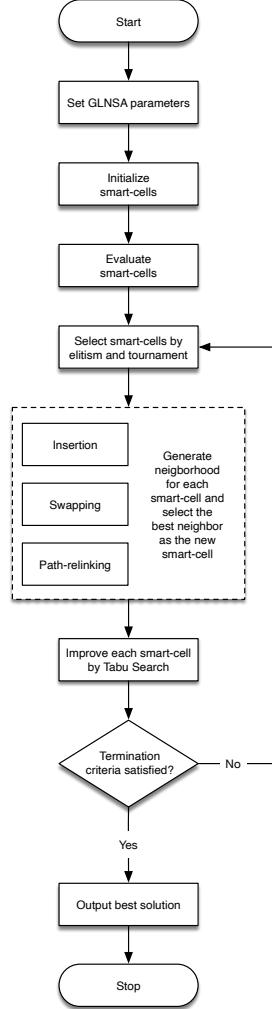 Start
Set GLNSA parameters
Initialize
smart-cells
Evaluate
smart-cells
Select smart-cells by
elitism and tournament
Insertion
Swapping
Path-relinking
Generate
neigborhood
for each
smart-cell and
select the
best neighbor
as the new
smart-cell
Improve each smart-cell
by Tabu Search
Termination
criteria satisfied?
No
Yes
Output best solution
Stop